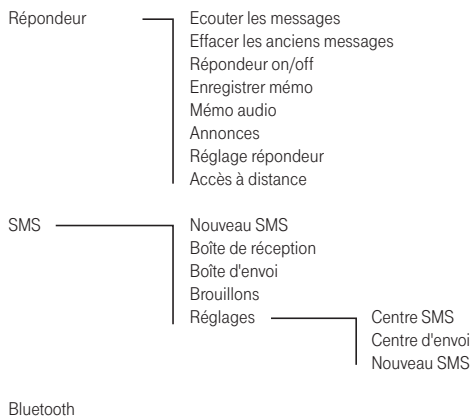 Répondeur Ecouter les messages
Effacer les anciens messages
Répondeur on/off
Enregistrer mémo
Mémo audio
Annonces
Réglage répondeur
Accès à distance
SMS Nouveau SMS
Boîte de réception
Boîte d'envoi
Brouillons
Réglages Centre SMS
Centre d'envoi
Nouveau SMS
Bluetooth